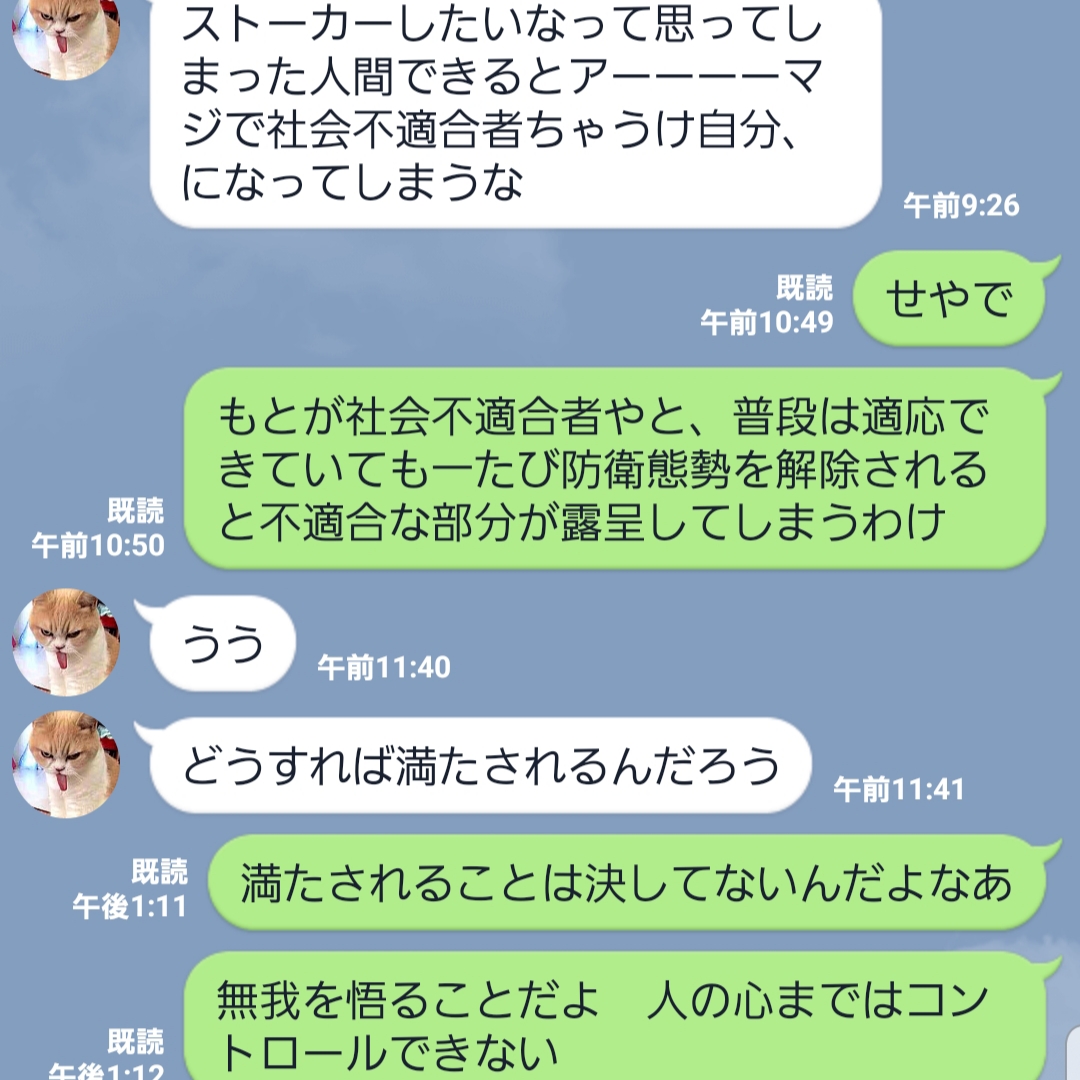 ストーカーしたいなって思ってし
まった人間できるとアーーーーマ
ジで社会不適合者ちゃうけ自分、
になってしまうな
午前9:26
既読
午前10:49
せやで
もとが社会不適合者やと、普段は適応で
きていても一たび防衛態勢を解除される
と不適合な部分が露呈してしまうわけ
既読
午前10:50
うう
午前11:40
どうすれば満たされるんだろう
午前11:41
既読
午後1:11
満たされることは決してないんだよなあ
無我を悟ることだよ　人の心まではコン
トロールできない
既読
午後1:12